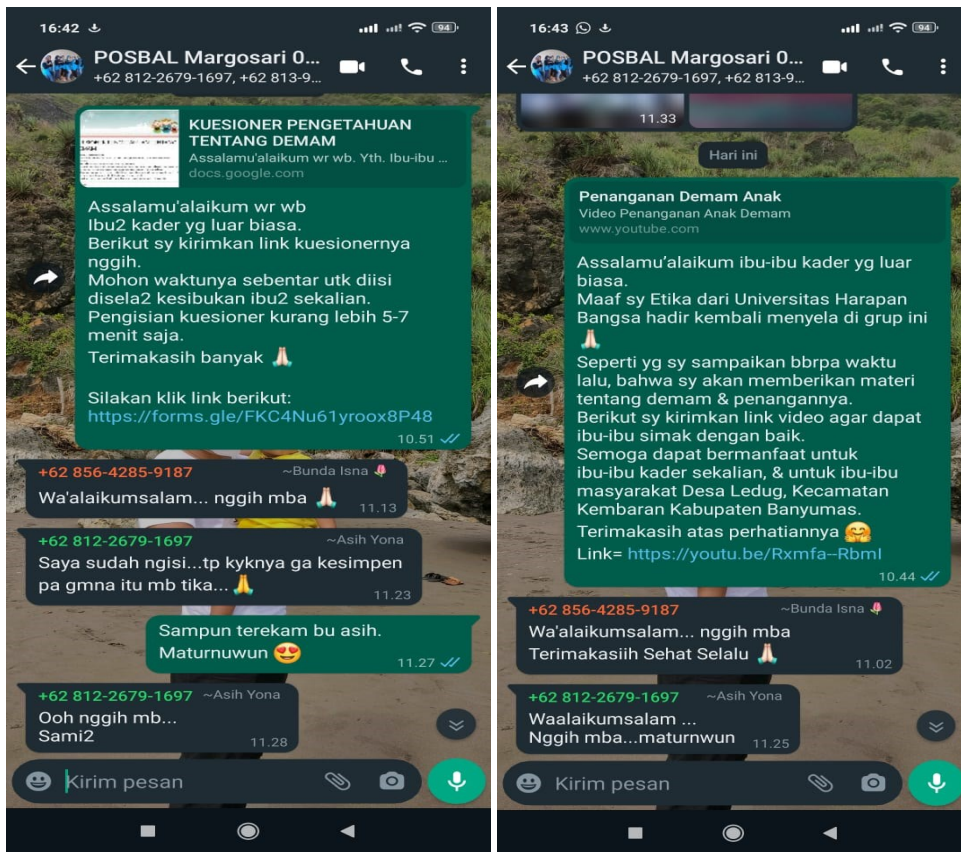 16:42
94
POSBAL Margosari 0...
+62 812-2679-1697, +62 813-9...
KUESIONER PENGETAHUAN
TENTANG DEMAM
Assalamu'alaikum wr wb. Yth. Ibu-ibu ...
docs.google.com
Assalamu'alaikum wr wb
Ibu2 kader yg luar biasa.
Berikut sy kirimkan link kuesionernya
nggih.
Mohon waktunya sebentar utk diisi
disela2 kesibukan ibu2 sekalian.
Pengisian kuesioner kurang lebih 5-7
menit saja.
Terimakasih banyak 🙏🏻
Silakan klik link berikut:
https://forms.gle/FKC4Nu61yroox8P48
10.51
+62 856-4285-9187 ~Bunda Isna 🌷
Wa'alaikumsalam... nggih mba 🙏🏻
11.13
+62 812-2679-1697 ~Asih Yona
Saya sudah ngisi...tp kyknya ga kesimpen
pa gmna itu mb tika... 🙏
11.23
Sampun terekam bu asih.
Maturnuwun 😍
11.27
+62 812-2679-1697 ~Asih Yona
Ooh nggih mb...
Sami2
11.28
Kirim pesan
16:43
94
POSBAL Margosari 0...
+62 812-2679-1697, +62 813-9...
11.33
Hari ini
Penanganan Demam Anak
Video Penanganan Anak Demam
www.youtube.com
Assalamu'alaikum ibu-ibu kader yg luar
biasa.
Maaf sy Etika dari Universitas Harapan
Bangsa hadir kembali menyela di grup ini
🙏🏻
Seperti yg sy sampaikan bbrpa waktu
lalu, bahwa sy akan memberikan materi
tentang demam & penangannya.
Berikut sy kirimkan link video agar dapat
ibu-ibu simak dengan baik.
Semoga dapat bermanfaat untuk
ibu-ibu kader sekalian, & untuk ibu-ibu
masyarakat Desa Ledug, Kecamatan
Kembaran Kabupaten Banyumas.
Terimakasih atas perhatiannya 🤗
Link= https://youtu.be/Rxmfa--RbmI
10.44
+62 856-4285-9187 ~Bunda Isna 🌷
Wa'alaikumsalam... nggih mba
Terimakasiih Sehat Selalu 🙏🏻
11.02
+62 812-2679-1697 ~Asih Yona
Waalaikumsalam ...
Nggih mba...maturnwun
11.25
Kirim pesan